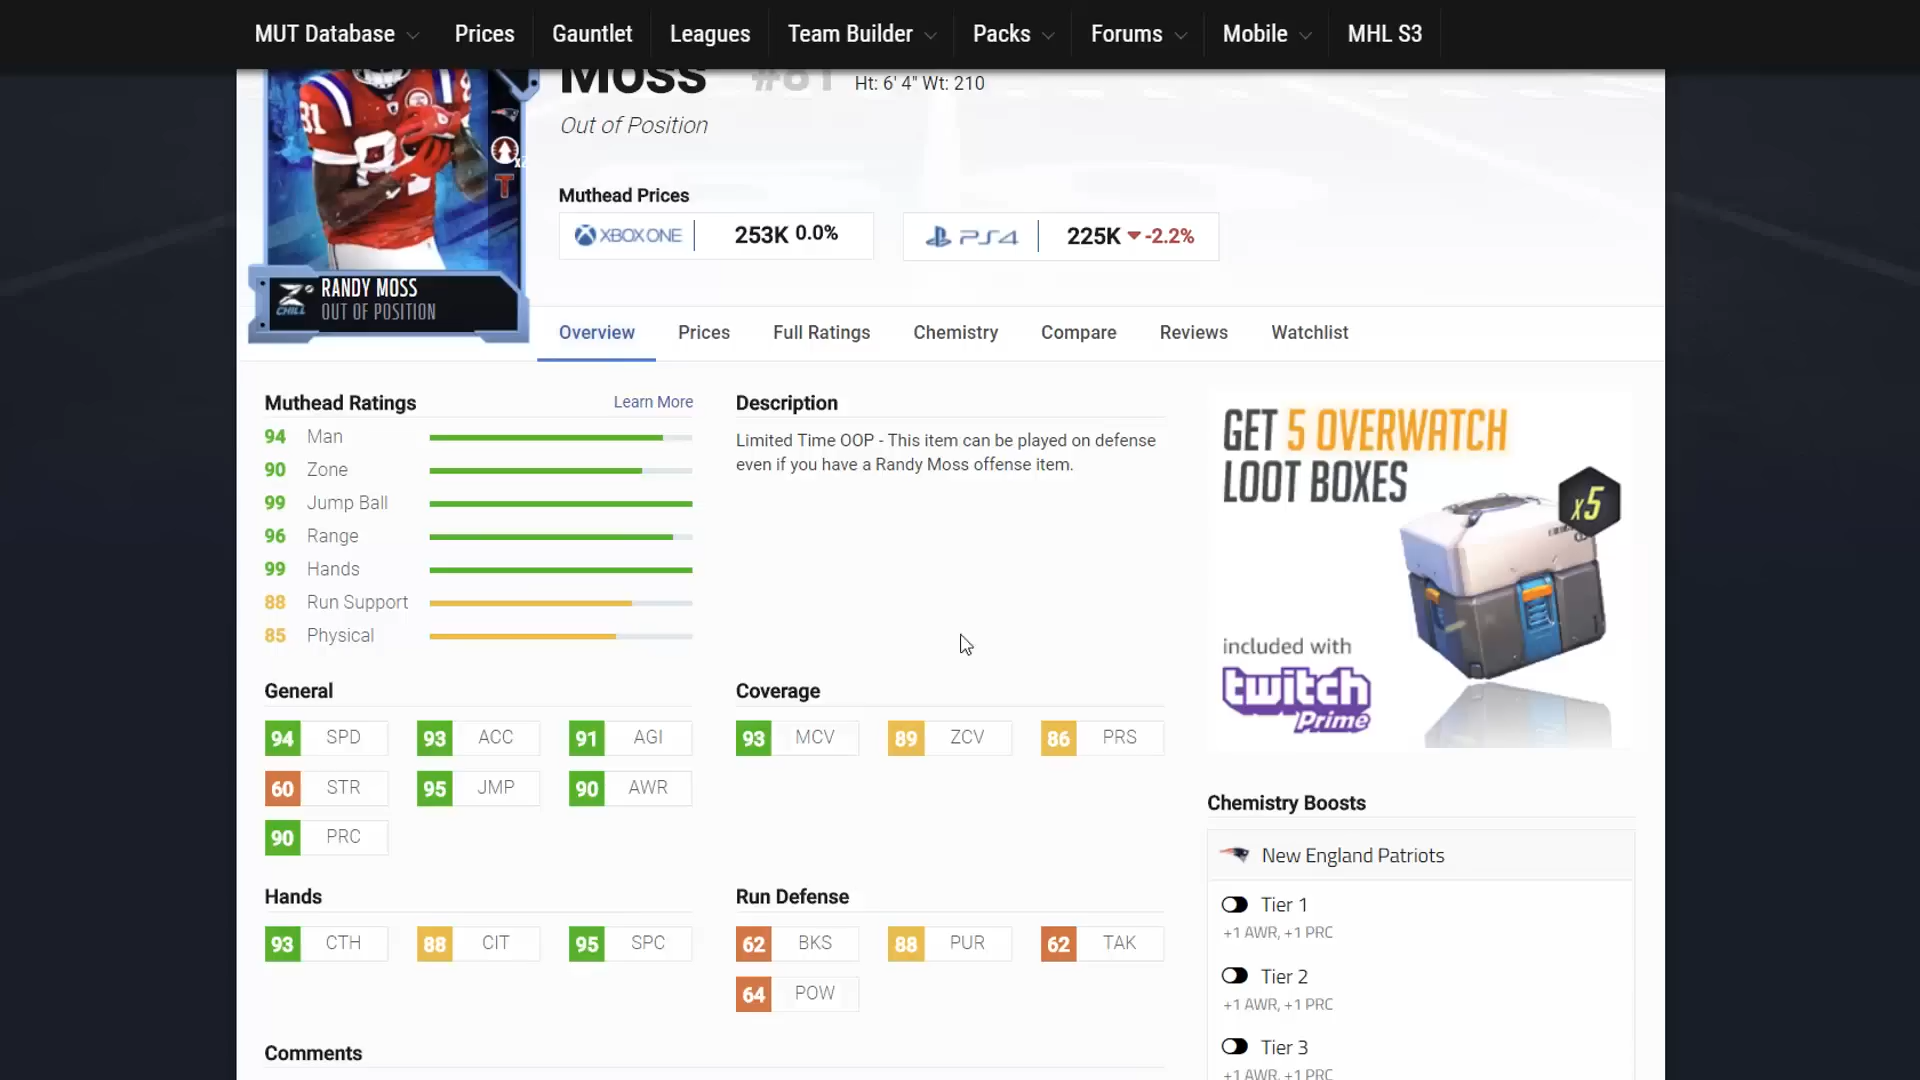 MUT Database
Prices
Gauntlet
Leagues
Team Builder
Packs
Forums
Mobile
MHL S3
Moss #81 Ht: 6' 4" Wt: 210
Out of Position
Muthead Prices
XBOX ONE 253K 0.0%
PS4 225K -2.2%
81
Z CHILL
RANDY MOSS
OUT OF POSITION
Overview
Prices
Full Ratings
Chemistry
Compare
Reviews
Watchlist
Muthead Ratings
Learn More
94 Man
90 Zone
99 Jump Ball
96 Range
99 Hands
88 Run Support
85 Physical
Description
Limited Time OOP - This item can be played on defense
even if you have a Randy Moss offense item.
GET 5 OVERWATCH
LOOT BOXES
x5
included with
twitch
Prime
General
94 SPD 93 ACC 91 AGI
60 STR 95 JMP 90 AWR
90 PRC
Coverage
93 MCV 89 ZCV 86 PRS
Hands
93 CTH 88 CIT 95 SPC
Run Defense
62 BKS 88 PUR 62 TAK
64 POW
Chemistry Boosts
New England Patriots
Tier 1
+1 AWR, +1 PRC
Tier 2
+1 AWR, +1 PRC
Tier 3
+1 AWR, +1 PRC
Comments